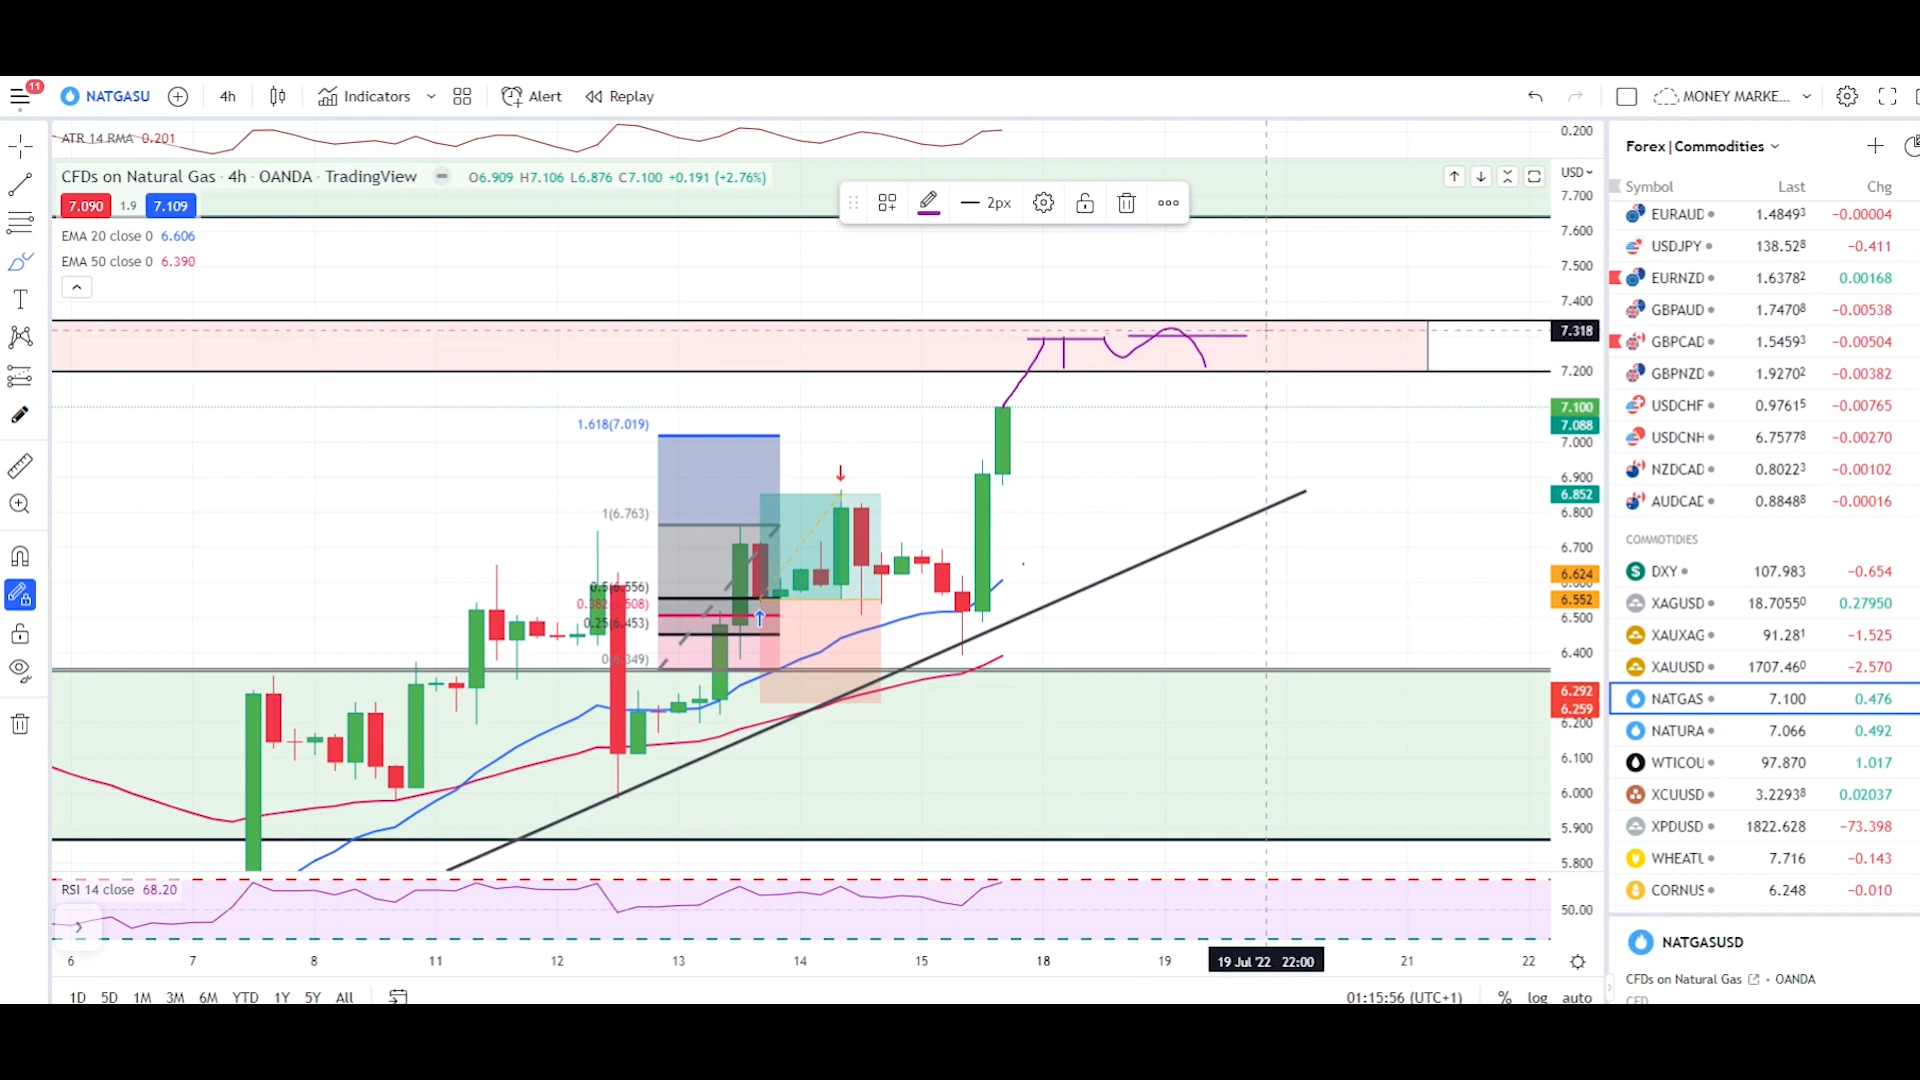 11
NATGASU
4h
Indicators
Alert
Replay
MONEY MARKE...
ATR 14 RMA 0.201
CFDs on Natural Gas · 4h · OANDA · TradingView
O6.909 H7.106 L6.876 C7.100 +0.191 (+2.76%)
7.090 1.9 7.109
EMA 20 close 0 6.606
EMA 50 close 0 6.390
2px
1.618(7.019)
1(6.763)
0.5(6.556)
0.25(6.453)
0.200
USD
7.700
7.600
7.500
7.400
7.318
7.200
7.100
7.088
7.000
6.900
6.852
6.800
6.700
6.624
6.552
6.500
6.400
6.292
6.259
6.200
6.100
6.000
5.900
5.800
RSI 14 close 68.20
50.00
6 7 8 11 12 13 14 15 18 19 19 Jul '22 22:00 21 22
1D 5D 1M 3M 6M YTD 1Y 5Y All
01:15:56 (UTC+1) % log auto
Forex|Commodities
Symbol Last Chg
EURAUD 1.48493 −0.00004
USDJPY 138.528 −0.411
EURNZD 1.63782 0.00168
GBPAUD 1.74708 −0.00538
GBPCAD 1.54593 −0.00504
GBPNZD 1.92702 −0.00382
USDCHF 0.97615 −0.00765
USDCNH 6.75778 −0.00270
NZDCAD 0.80223 −0.00102
AUDCAD 0.88488 −0.00016
COMMOTIDIES
DXY 107.983 −0.654
XAGUSD 18.70550 0.27950
XAUXAG 91.281 −1.525
XAUUSD 1707.460 −2.570
NATGAS 7.100 0.476
NATURA 7.066 0.492
WTICOU 97.870 1.017
XCUUSD 3.22938 0.02037
XPDUSD 1822.628 −73.398
WHEATU 7.716 −0.143
CORNUS 6.248 −0.010
NATGASUSD
CFDs on Natural Gas · OANDA